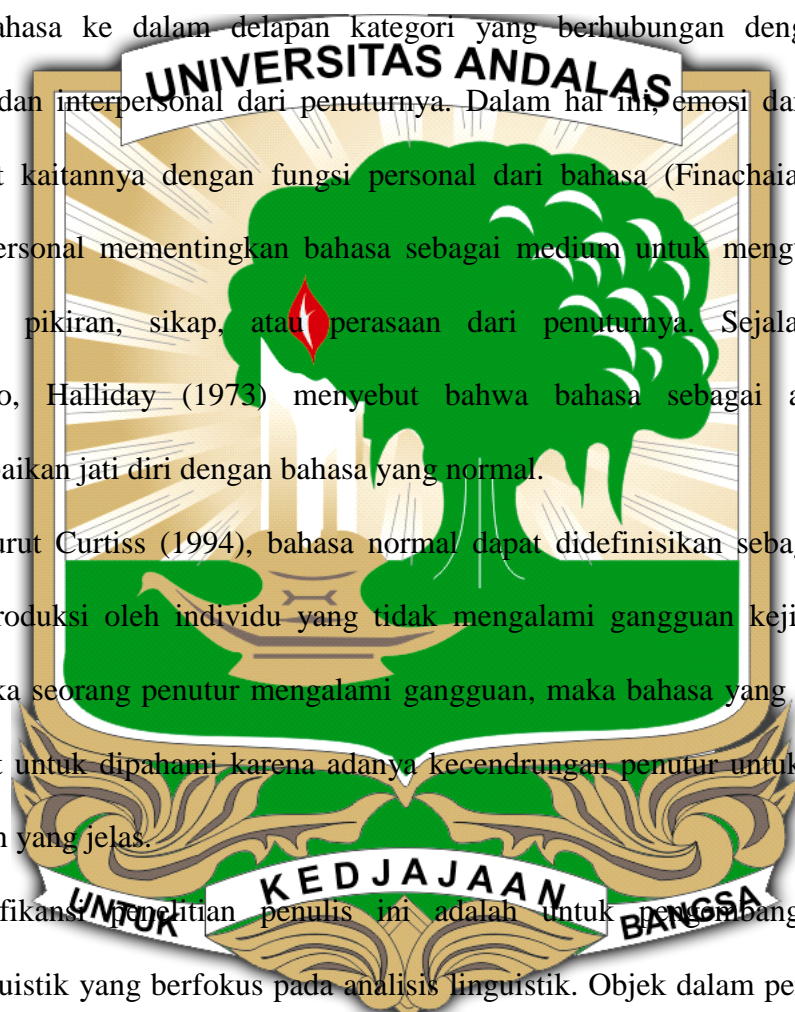 ahasa ke dalam delapan kategori yang berhubungan deng
UNIVERSITAS ANDALAS
dan interpersonal dari penuturnya. Dalam hal ini, emosi dar
t kaitannya dengan fungsi personal dari bahasa (Finachaia
ersonal mementingkan bahasa sebagai medium untuk meng
pikiran, sikap, atau perasaan dari penuturnya. Sejala
o, Halliday (1973) menyebut bahwa bahasa sebagai a
aikan jati diri dengan bahasa yang normal.
urut Curtiss (1994), bahasa normal dapat didefinisikan sebag
roduksi oleh individu yang tidak mengalami gangguan keji
ka seorang penutur mengalami gangguan, maka bahasa yang
t untuk dipahami karena adanya kecendrungan penutur untuk
n yang jelas.
fikansi penelitian penulis ini adalah untuk pengembang
UNTUK KEDJAJAAN BANGSA
guistik yang berfokus pada analisis linguistik. Objek dalam pe